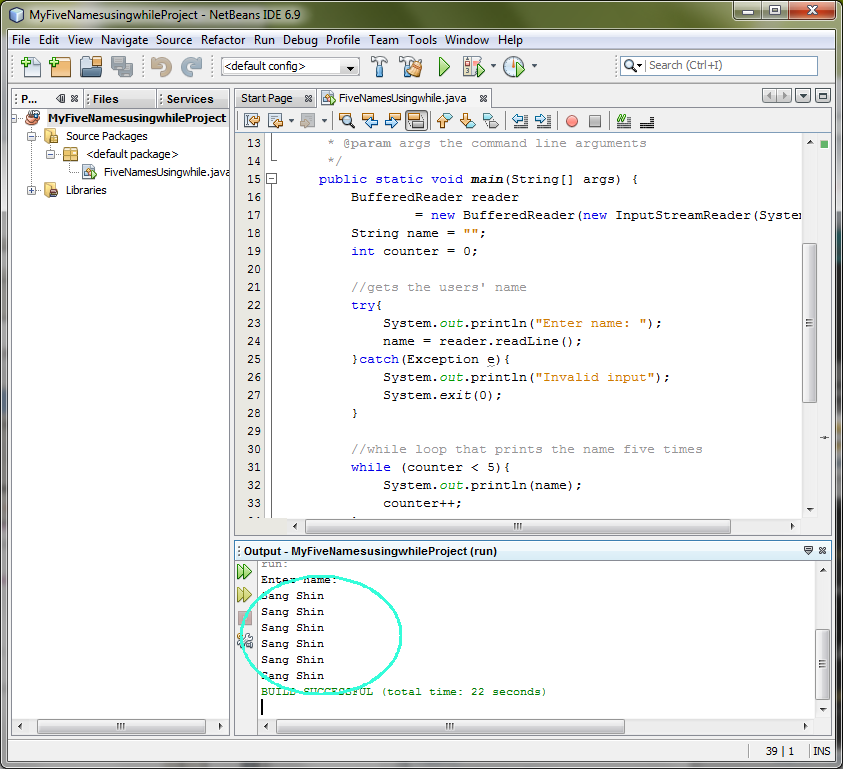 MyFiveNamesusingwhileProject - NetBeans IDE 6.9
File Edit View Navigate Source Refactor Run Debug Profile Team Tools Window Help
<default config>
Search (Ctrl+I)
P...
Files
Services
MyFiveNamesusingwhileProject
Source Packages
<default package>
FiveNamesUsingwhile.java
Libraries
Start Page
FiveNamesUsingwhile.java
13 * @param args the command line arguments
14 */
15 public static void main(String[] args) {
16 BufferedReader reader
17 = new BufferedReader(new InputStreamReader(System
18 String name = "";
19 int counter = 0;
20
21 //gets the users' name
22 try{
23 System.out.println("Enter name: ");
24 name = reader.readLine();
25 }catch(Exception e){
26 System.out.println("Invalid input");
27 System.exit(0);
28 }
29
30 //while loop that prints the name five times
31 while (counter < 5){
32 System.out.println(name);
33 counter++;
Output - MyFiveNamesusingwhileProject (run)
run:
Enter name:
Sang Shin
Sang Shin
Sang Shin
Sang Shin
Sang Shin
Sang Shin
BUILD SUCCESSFUL (total time: 22 seconds)
39 | 1 INS